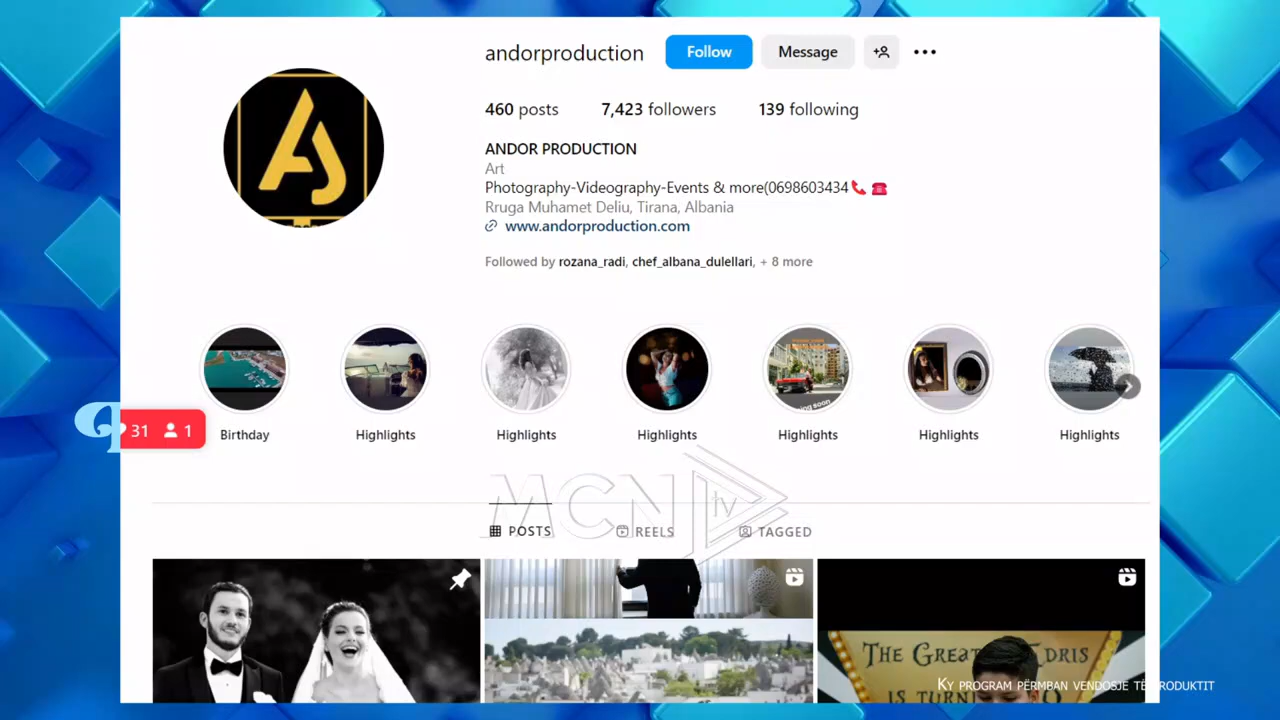 andorproduction
Follow
Message
460 posts
7,423 followers
139 following
ANDOR PRODUCTION
Art
Photography-Videography-Events & more(0698603434📞☎️
Rruga Muhamet Deliu, Tirana, Albania
www.andorproduction.com
Followed by rozana_radi, chef_albana_dulellari, + 8 more
31 1
Birthday
Highlights
Highlights
Highlights
Highlights
Highlights
Highlights
MCN tv
POSTS
REELS
TAGGED
THE GREAT IDRIS
IS TURNING
KY PROGRAM PËRMBAN VENDOSJE TË PRODUKTIT